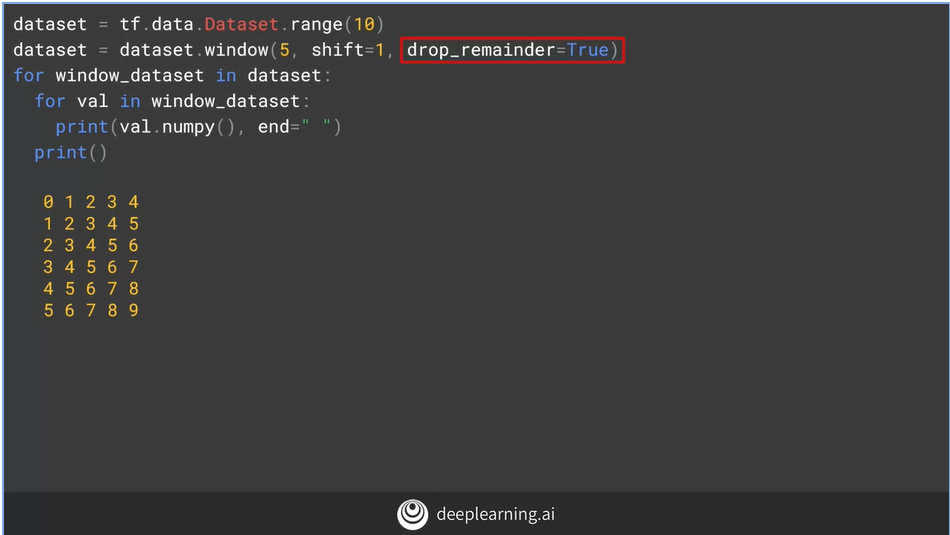 dataset = tf.data.Dataset.range(10)
dataset = dataset.window(5, shift=1, drop_remainder=True)
for window_dataset in dataset:
  for val in window_dataset:
    print(val.numpy(), end=" ")
  print()
0 1 2 3 4
1 2 3 4 5
2 3 4 5 6
3 4 5 6 7
4 5 6 7 8
5 6 7 8 9
deeplearning.ai